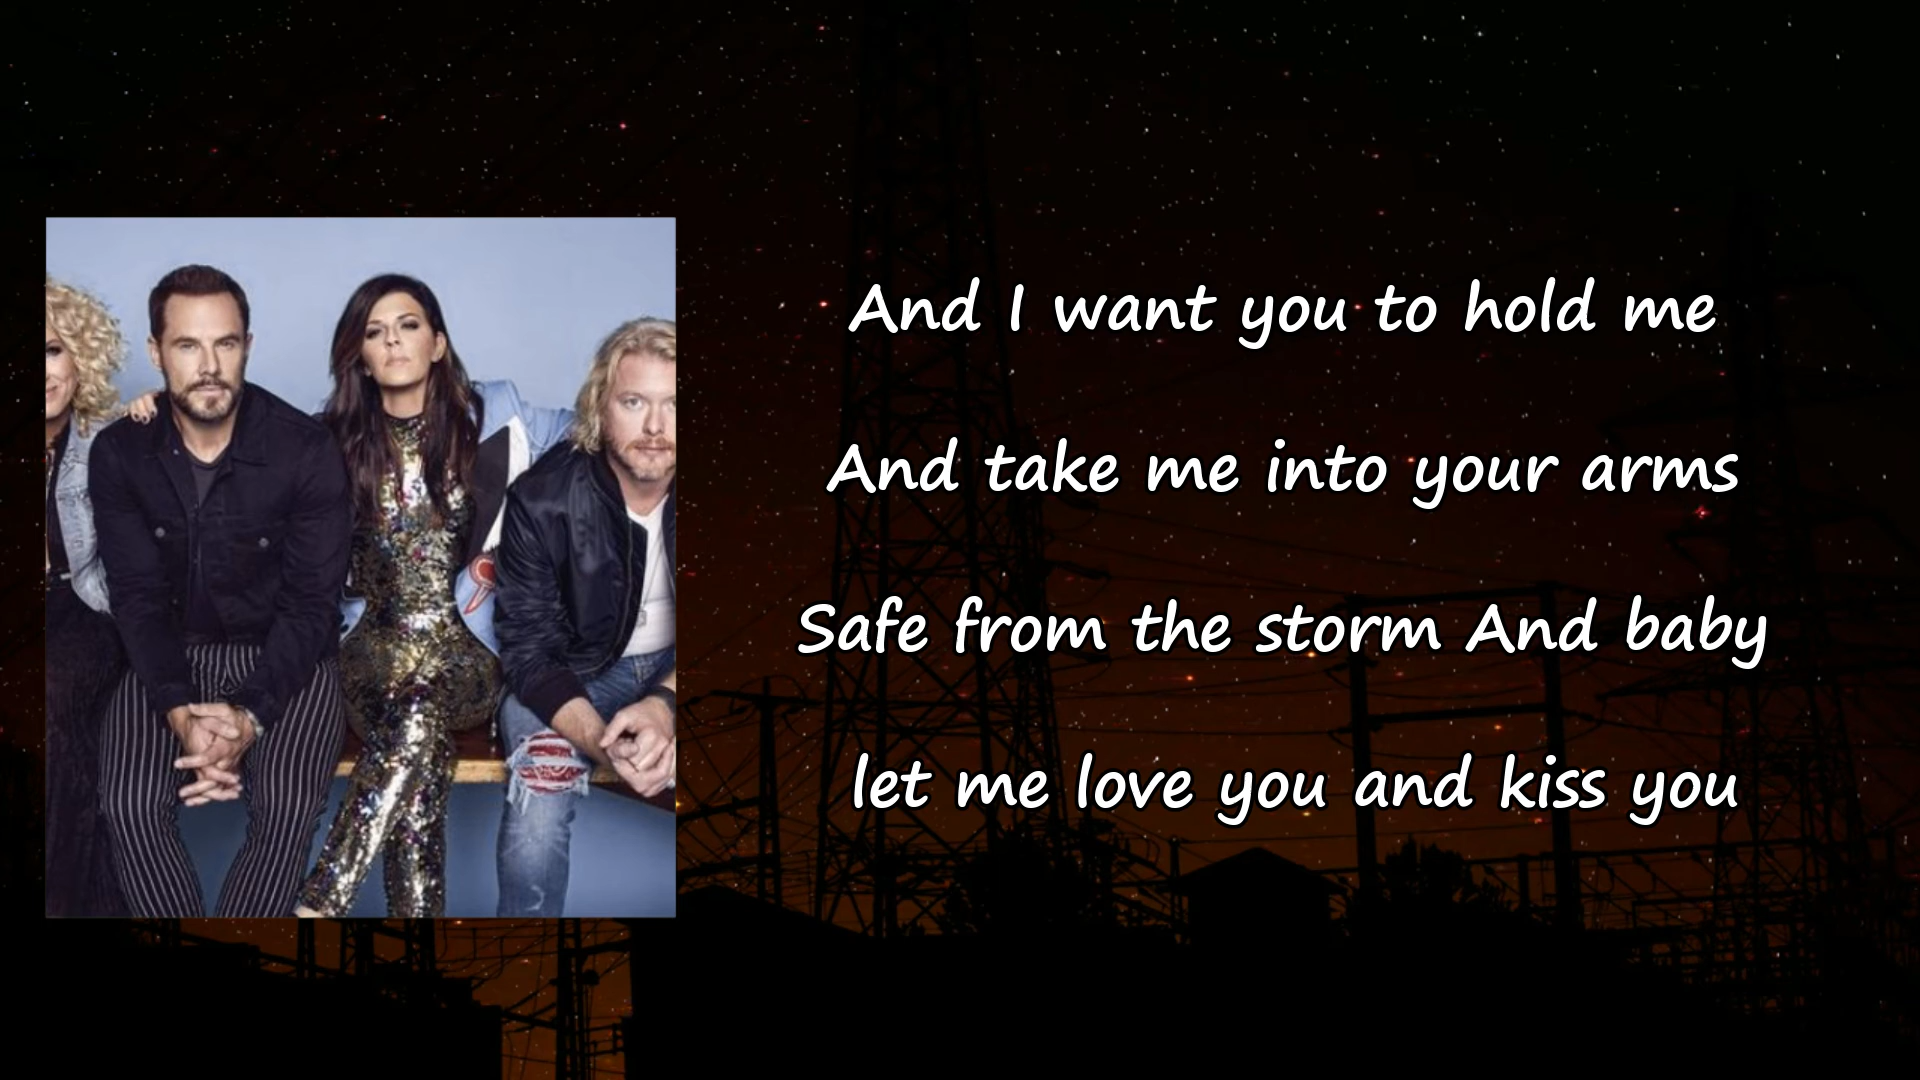 And I want you to hold me
And take me into your arms
Safe from the storm And baby
let me love you and kiss you